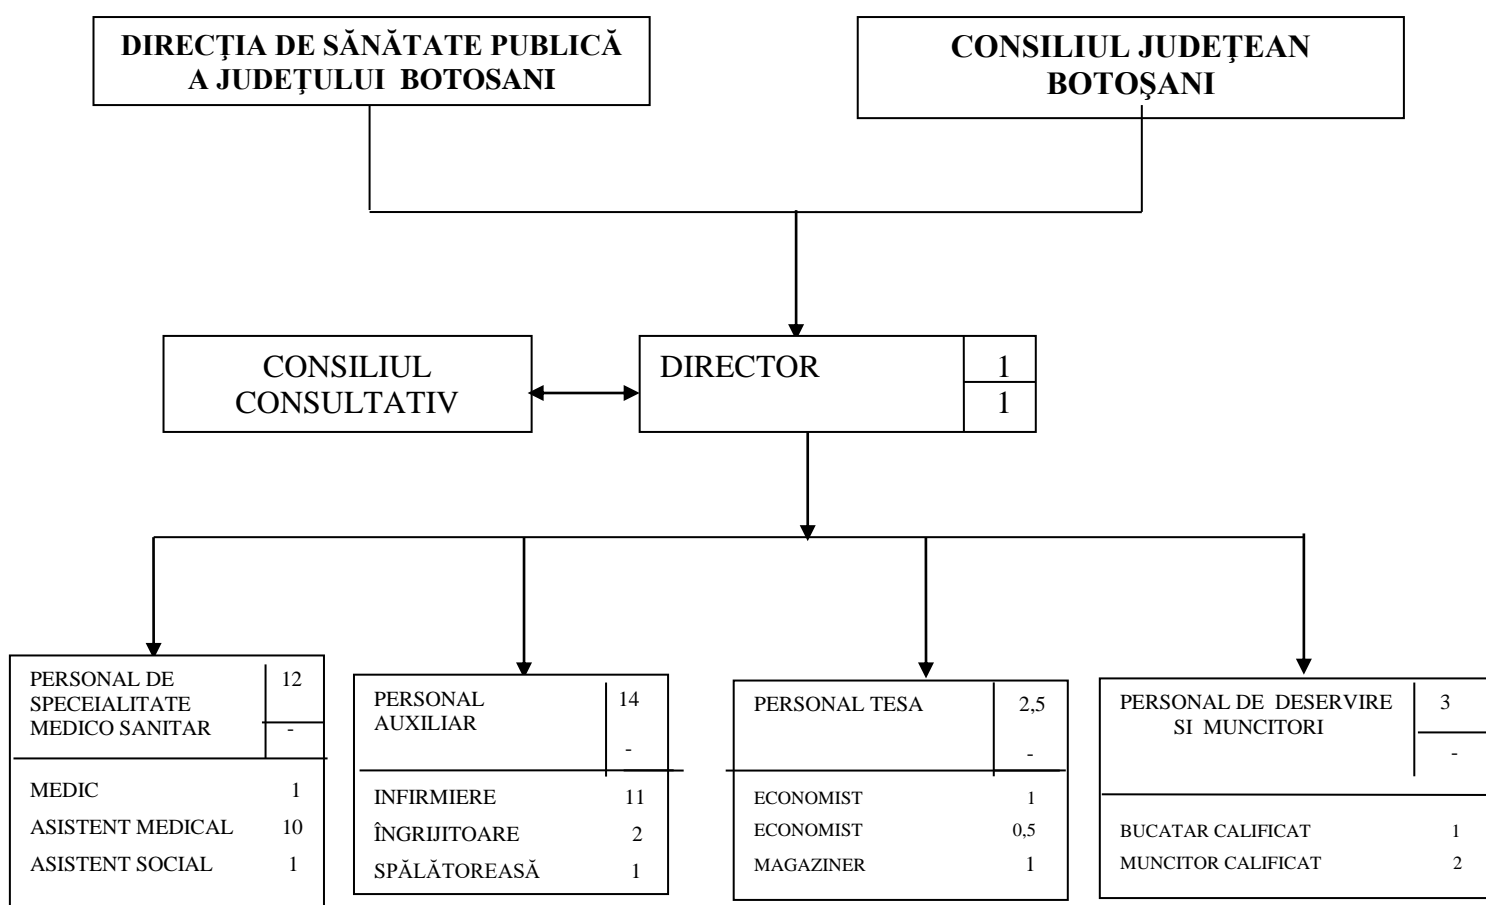 DIRECŢIA DE SĂNĂTATE PUBLICĂ
A JUDEŢULUI BOTOSANI
CONSILIUL JUDEŢEAN
BOTOŞANI
CONSILIUL
CONSULTATIV
DIRECTOR 1
1
PERSONAL DE 12
SPECEIALITATE
MEDICO SANITAR -
MEDIC 1
ASISTENT MEDICAL 10
ASISTENT SOCIAL 1
PERSONAL 14
AUXILIAR
-
INFIRMIERE 11
ÎNGRIJITOARE 2
SPĂLĂTOREASĂ 1
PERSONAL TESA 2,5
-
ECONOMIST 1
ECONOMIST 0,5
MAGAZINER 1
PERSONAL DE DESERVIRE 3
SI MUNCITORI
-
BUCATAR CALIFICAT 1
MUNCITOR CALIFICAT 2